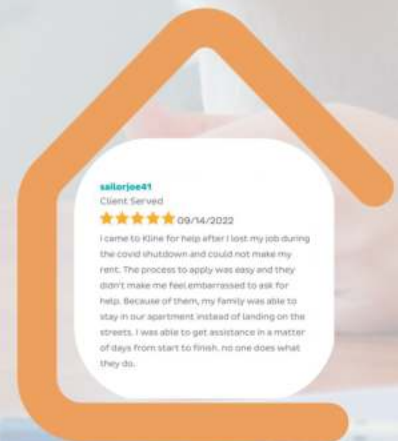 sailorjoe41
Client Served
09/14/2022
I came to Kline for help after I lost my job during
the covid shutdown and could not make my
rent. The process to apply was easy and they
didn't make me feel embarrassed to ask for
help. Because of them, my family was able to
stay in our apartment instead of landing on the
streets. I was able to get assistance in a matter
of days from start to finish. no one does what
they do.